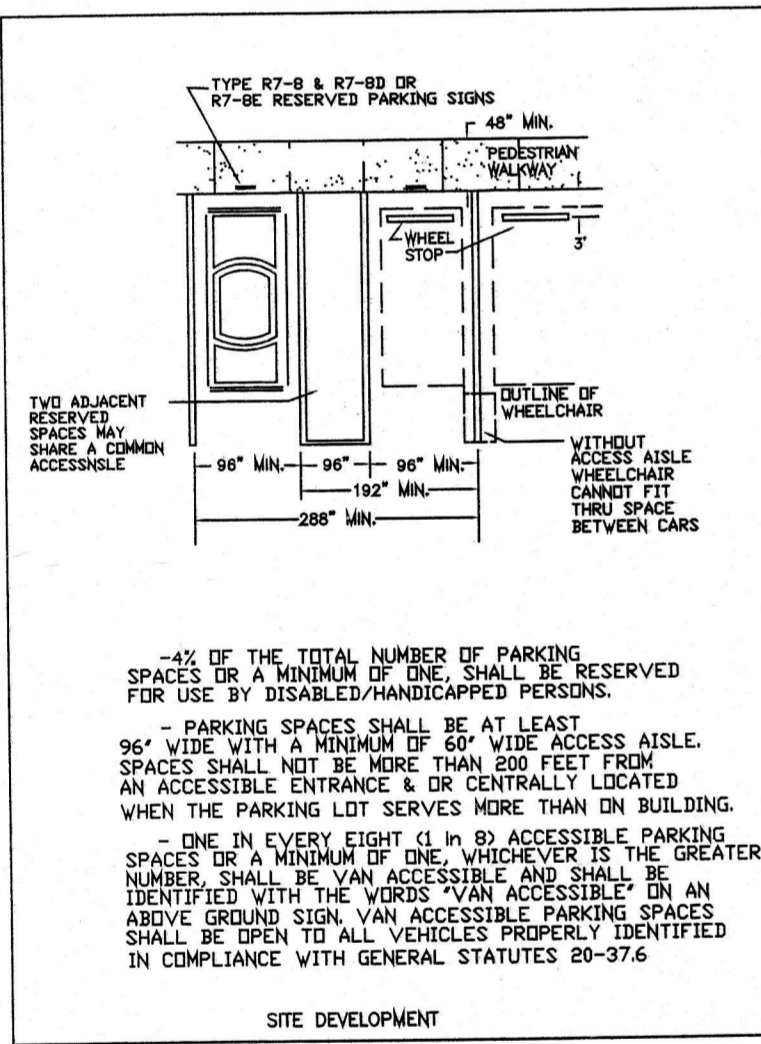 TYPE R7-8 & R7-8D OR
R7-8E RESERVED PARKING SIGNS
48" MIN.
PEDESTRIAN
WALKWAY
WHEEL
STOP
3'
TWO ADJACENT
RESERVED
SPACES MAY
SHARE A COMMON
ACCESSNSLE
OUTLINE OF
WHEELCHAIR
WITHOUT
ACCESS AISLE
WHEELCHAIR
CANNOT FIT
THRU SPACE
BETWEEN CARS
96" MIN.
96"
96" MIN.
192" MIN.
288" MIN.
-4% OF THE TOTAL NUMBER OF PARKING
SPACES OR A MINIMUM OF ONE, SHALL BE RESERVED
FOR USE BY DISABLED/HANDICAPPED PERSONS.
- PARKING SPACES SHALL BE AT LEAST
96" WIDE WITH A MINIMUM OF 60" WIDE ACCESS AISLE.
SPACES SHALL NOT BE MORE THAN 200 FEET FROM
AN ACCESSIBLE ENTRANCE & OR CENTRALLY LOCATED
WHEN THE PARKING LOT SERVES MORE THAN ON BUILDING.
- ONE IN EVERY EIGHT (1 in 8) ACCESSIBLE PARKING
SPACES OR A MINIMUM OF ONE, WHICHEVER IS THE GREATER
NUMBER, SHALL BE VAN ACCESSIBLE AND SHALL BE
IDENTIFIED WITH THE WORDS "VAN ACCESSIBLE" ON AN
ABOVE GROUND SIGN. VAN ACCESSIBLE PARKING SPACES
SHALL BE OPEN TO ALL VEHICLES PROPERLY IDENTIFIED
IN COMPLIANCE WITH GENERAL STATUTES 20-37.6
SITE DEVELOPMENT